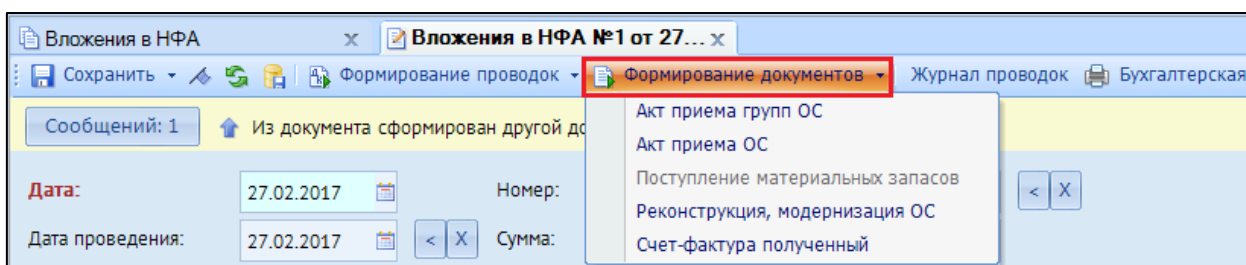 Вложения в НФА x Вложения в НФА №1 от 27... x
Сохранить Формирование проводок Формирование документов Журнал проводок Бухгалтерская
Акт приема групп ОС
Сообщений: 1 Из документа сформирован другой до
Акт приема ОС
Поступление материальных запасов
Дата: 27.02.2017 Номер: < X
Реконструкция, модернизация ОС
Дата проведения: 27.02.2017 < X Сумма: Счет-фактура полученный